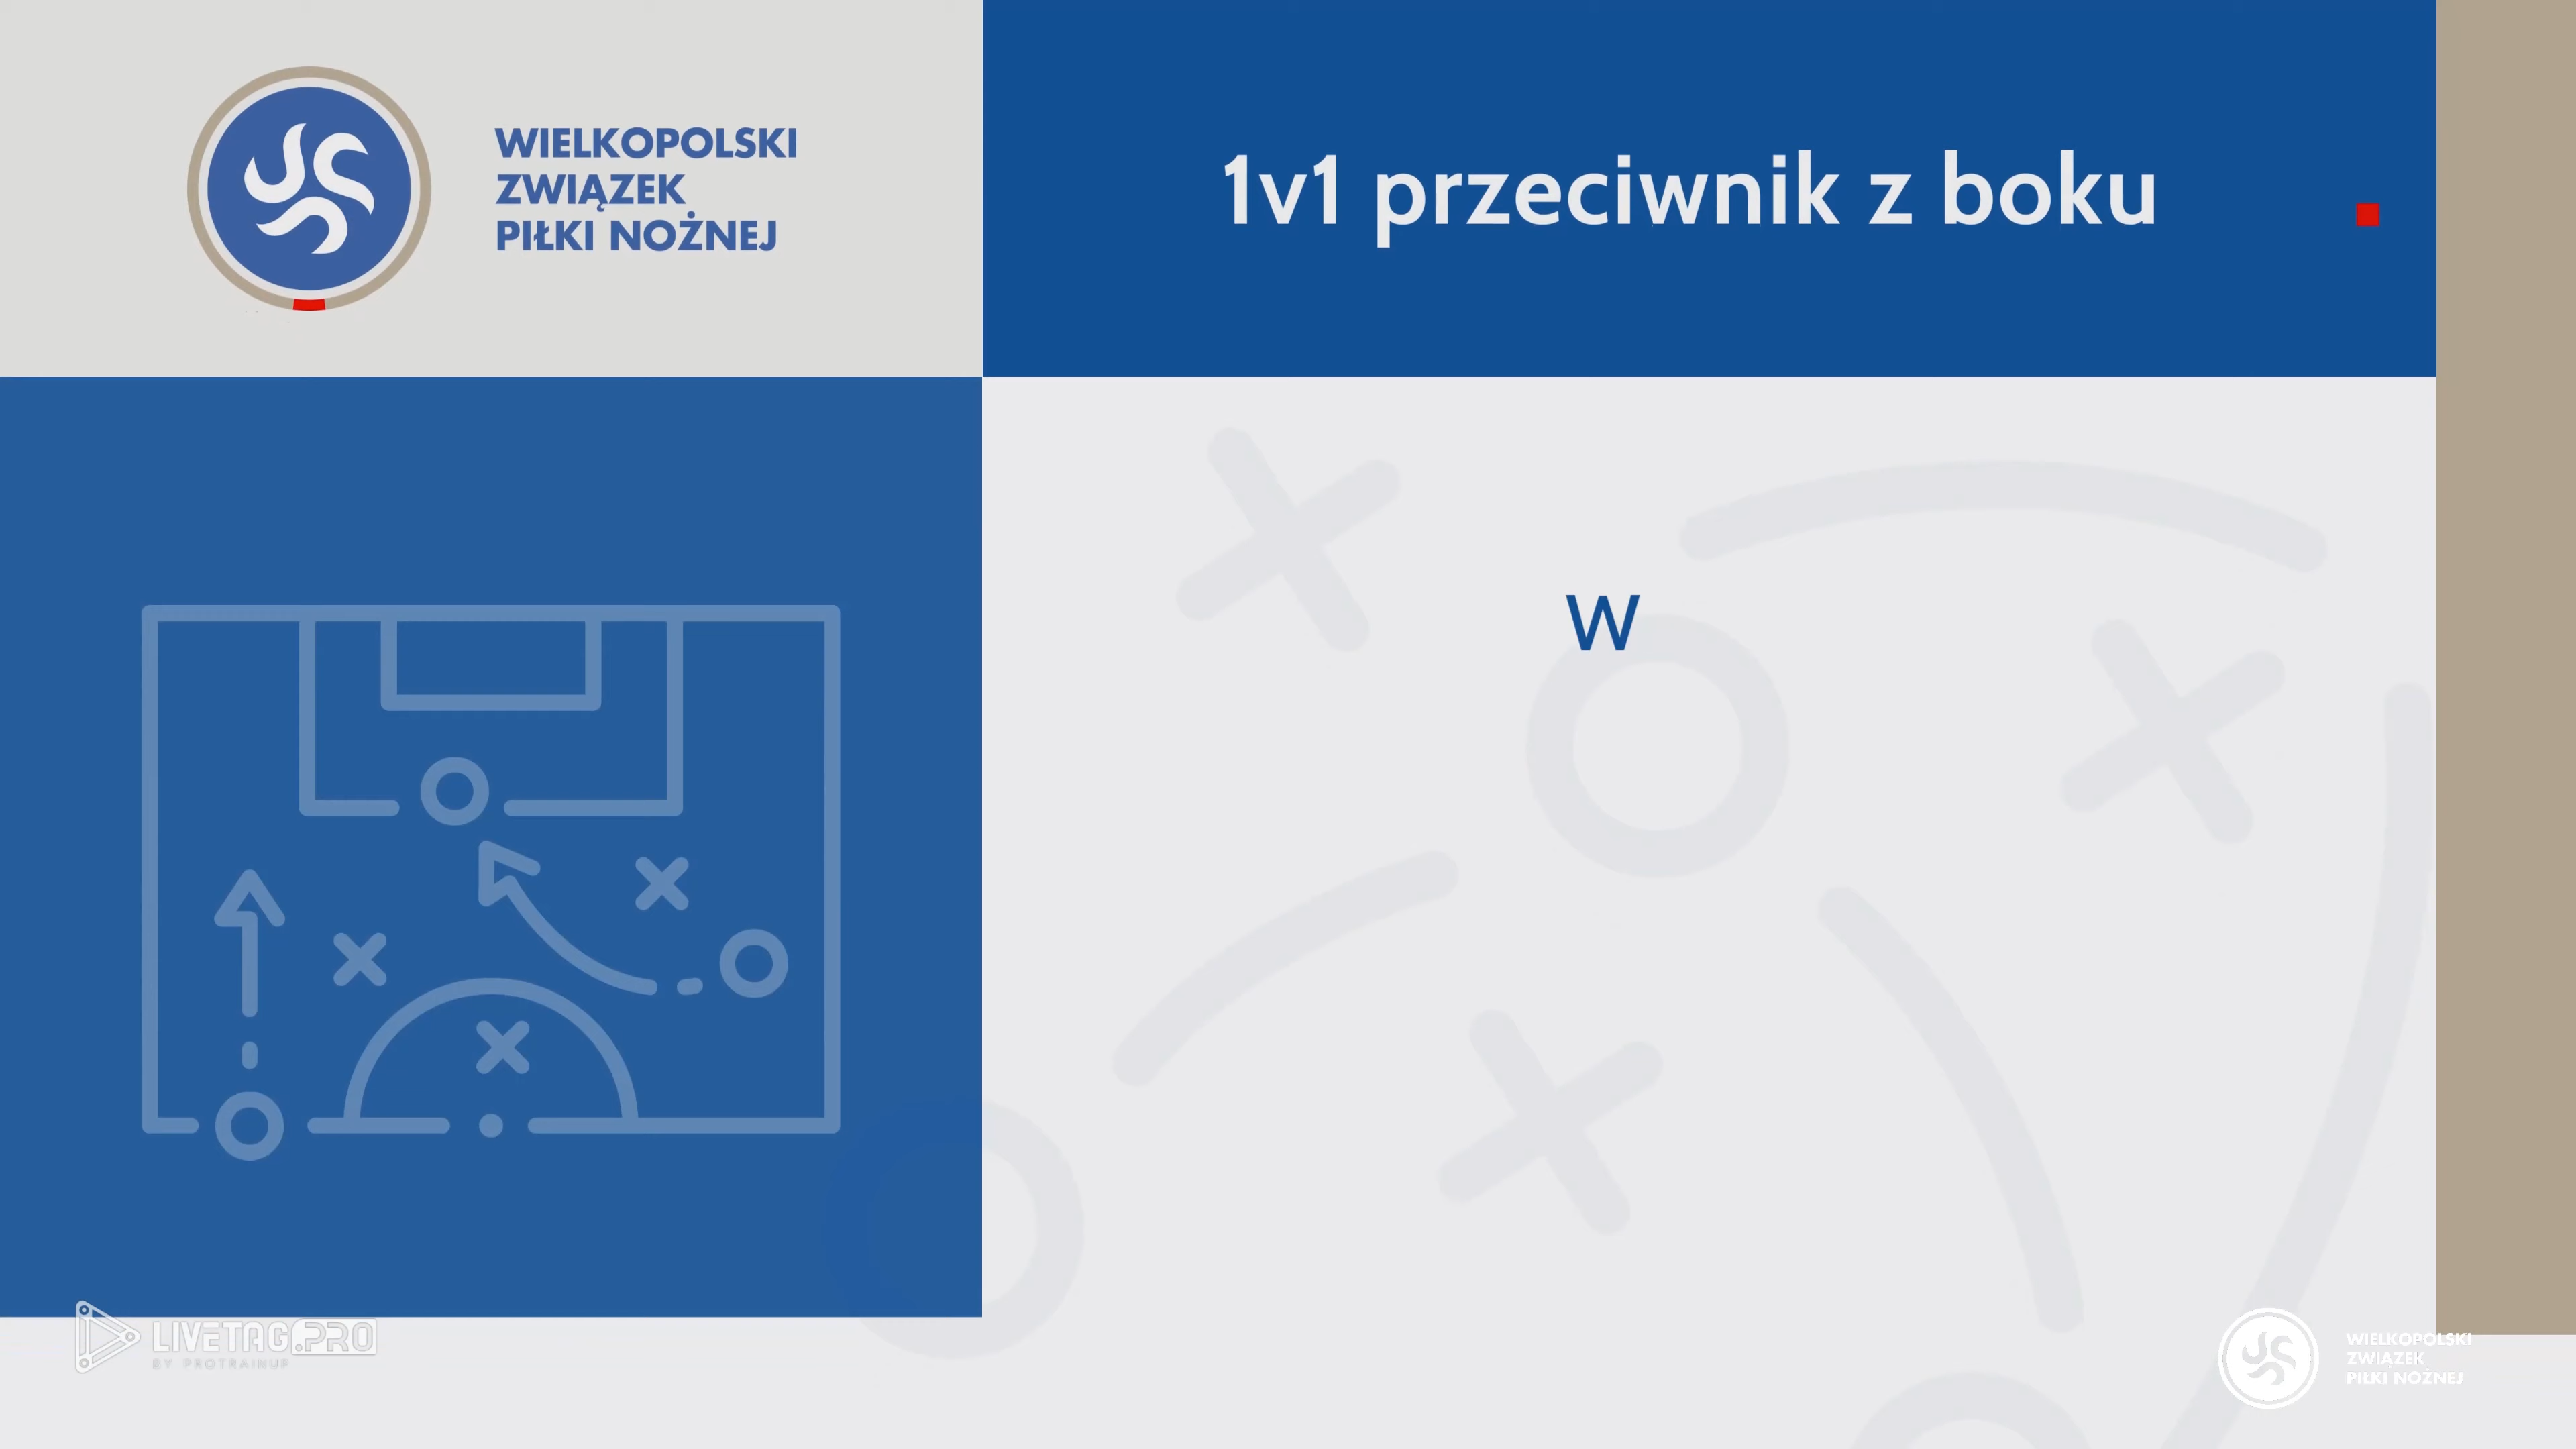 WIELKOPOLSKI
ZWIĄZEK
PIŁKI NOŻNEJ
1v1 przeciwnik z boku
W
LIVETAG.PRO
BY PROTRAINUP
WIELKOPOLSKI
ZWIĄZEK
PIŁKI NOŻNEJ